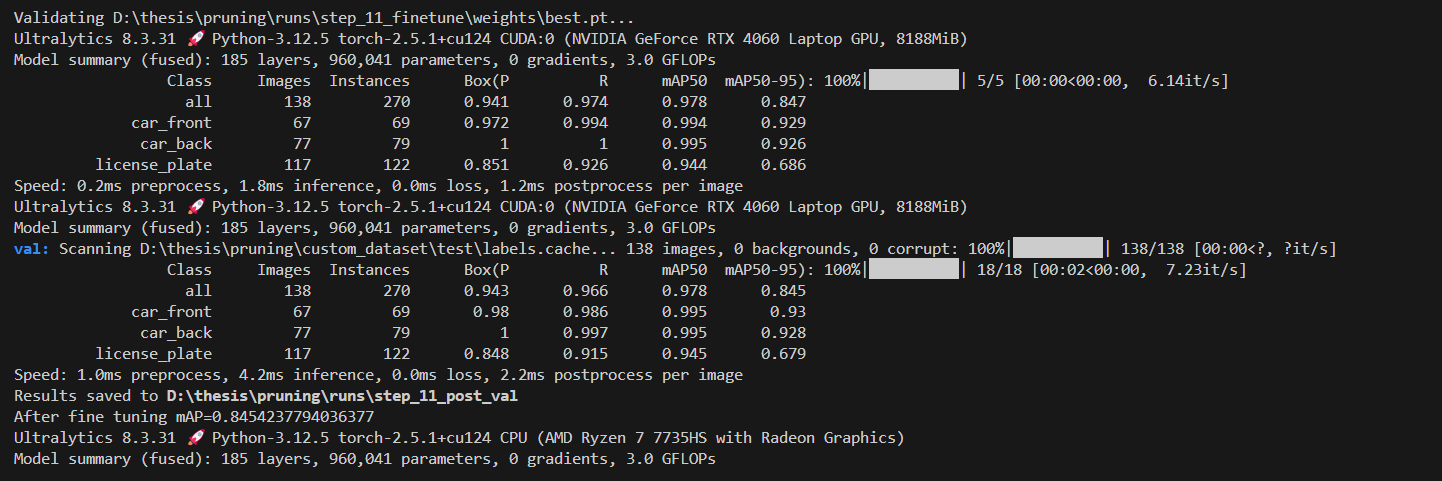 Validating D:\thesis\pruning\runs\step_11_finetune\weights\best.pt...
Ultralytics 8.3.31 🚀 Python-3.12.5 torch-2.5.1+cu124 CUDA:0 (NVIDIA GeForce RTX 4060 Laptop GPU, 8188MiB)
Model summary (fused): 185 layers, 960,041 parameters, 0 gradients, 3.0 GFLOPs
Class Images Instances Box(P R mAP50 mAP50-95): 100%|██████████| 5/5 [00:00<00:00, 6.14it/s]
all 138 270 0.941 0.974 0.978 0.847
car_front 67 69 0.972 0.994 0.994 0.929
car_back 77 79 1 1 0.995 0.926
license_plate 117 122 0.851 0.926 0.944 0.686
Speed: 0.2ms preprocess, 1.8ms inference, 0.0ms loss, 1.2ms postprocess per image
Ultralytics 8.3.31 🚀 Python-3.12.5 torch-2.5.1+cu124 CUDA:0 (NVIDIA GeForce RTX 4060 Laptop GPU, 8188MiB)
Model summary (fused): 185 layers, 960,041 parameters, 0 gradients, 3.0 GFLOPs
val: Scanning D:\thesis\pruning\custom_dataset\test\labels.cache... 138 images, 0 backgrounds, 0 corrupt: 100%|██████████| 138/138 [00:00<?, ?it/s]
Class Images Instances Box(P R mAP50 mAP50-95): 100%|██████████| 18/18 [00:02<00:00, 7.23it/s]
all 138 270 0.943 0.966 0.978 0.845
car_front 67 69 0.98 0.986 0.995 0.93
car_back 77 79 1 0.997 0.995 0.928
license_plate 117 122 0.848 0.915 0.945 0.679
Speed: 1.0ms preprocess, 4.2ms inference, 0.0ms loss, 2.2ms postprocess per image
Results saved to D:\thesis\pruning\runs\step_11_post_val
After fine tuning mAP=0.8454237794036377
Ultralytics 8.3.31 🚀 Python-3.12.5 torch-2.5.1+cu124 CPU (AMD Ryzen 7 7735HS with Radeon Graphics)
Model summary (fused): 185 layers, 960,041 parameters, 0 gradients, 3.0 GFLOPs